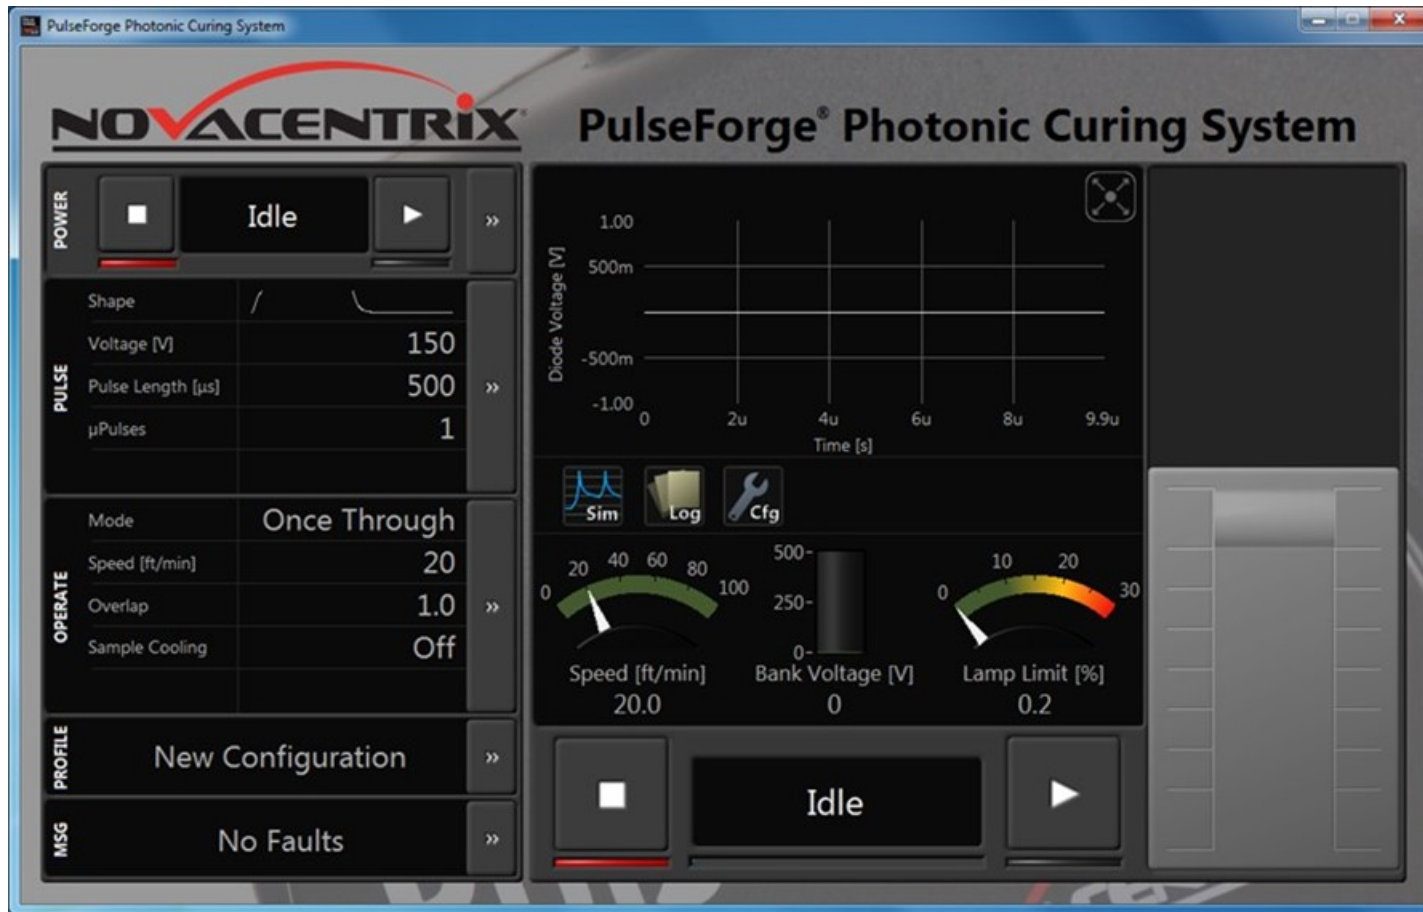 PulseForge Photonic Curing System
NOVACENTRIX®
PulseForge® Photonic Curing System
POWER
Idle
»
PULSE
Shape
Voltage [V] 150
Pulse Length [µs] 500
»
µPulses 1
OPERATE
Mode Once Through
Speed [ft/min] 20
Overlap 1.0
»
Sample Cooling Off
PROFILE
New Configuration
»
MSG
No Faults
»
Diode Voltage [V]
1.00
500m
-500m
-1.00
0 2u 4u 6u 8u 9.9u
Time [s]
Sim Log Cfg
0 20 40 60 80 100
Speed [ft/min]
20.0
500-
250-
0-
Bank Voltage [V]
0
0 10 20 30
Lamp Limit [%]
0.2
Idle